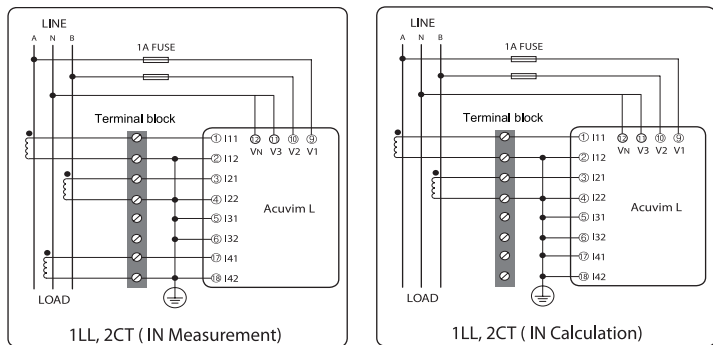 LINE
A N B
1A FUSE
Terminal block
⑫ ⑪ ⑩ ⑨
VN V3 V2 V1
① I11
② I12
③ I21
④ I22
⑤ I31
⑥ I32
⑰ I41
⑱ I42
Acuvim L
LOAD
1LL, 2CT ( IN Measurement)
LINE
A N B
1A FUSE
Terminal block
⑫ ⑪ ⑩ ⑨
VN V3 V2 V1
① I11
② I12
③ I21
④ I22
⑤ I31
⑥ I32
⑰ I41
⑱ I42
Acuvim L
LOAD
1LL, 2CT ( IN Calculation)